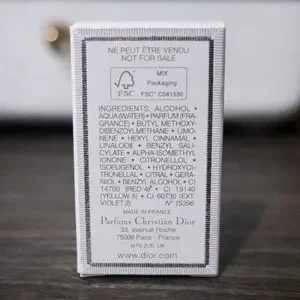 NE PEUT ÊTRE VENDU
NOT FOR SALE
FSC
MIX
Packaging
FSC® C041530
INGREDIENTS: ALCOHOL •
AQUA (WATER) • PARFUM (FRA-
GRANCE) • BUTYL METHOXY-
DIBENZOYLMETHANE • LIMO-
NENE • HEXYL CINNAMAL •
LINALOOL • BENZYL SALI-
CYLATE • ALPHA-ISOMETHYL
IONONE • CITRONELLOL •
ISOEUGENOL • HYDROXYCI-
TRONELLAL • CITRAL • GERA-
NIOL • BENZYL ALCOHOL • CI
14700 (RED 4) • CI 19140
(YELLOW 5) • CI 60730 (EXT.
VIOLET 2) N° 15396
MADE IN FRANCE
Parfums Christian Dior
33, avenue Hoche
75008 Paris - France
W1S 2UE UK
www.dior.com